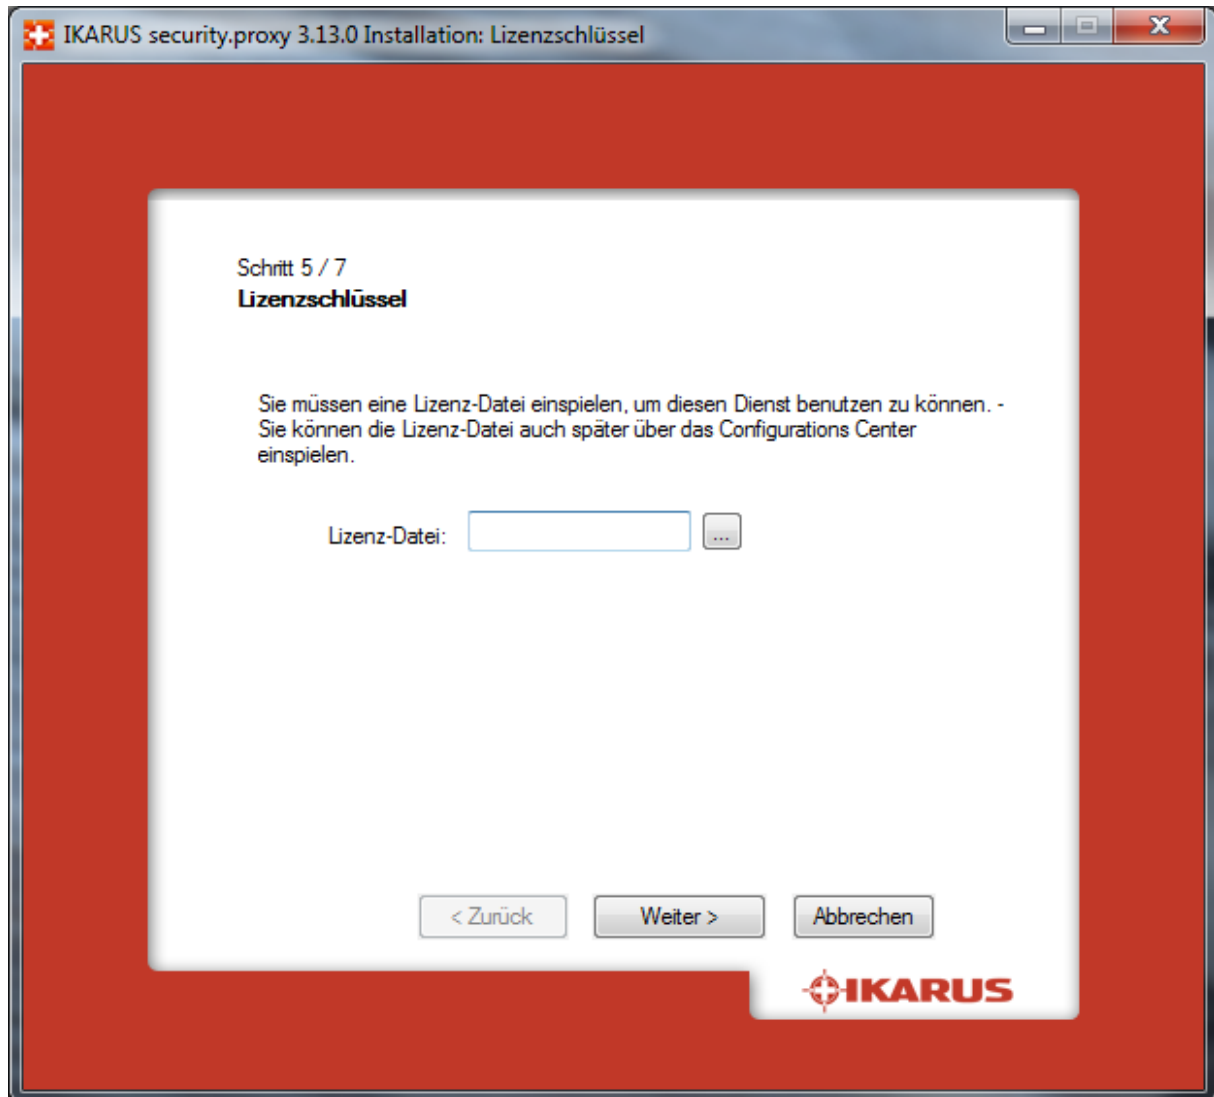 IKARUS security.proxy 3.13.0 Installation: Lizenzschlüssel
Schritt 5 / 7
Lizenzschlüssel
Sie müssen eine Lizenz-Datei einspielen, um diesen Dienst benutzen zu können. -
Sie können die Lizenz-Datei auch später über das Configurations Center
einspielen.
Lizenz-Datei:
...
< Zurück
Weiter >
Abbrechen
IKARUS